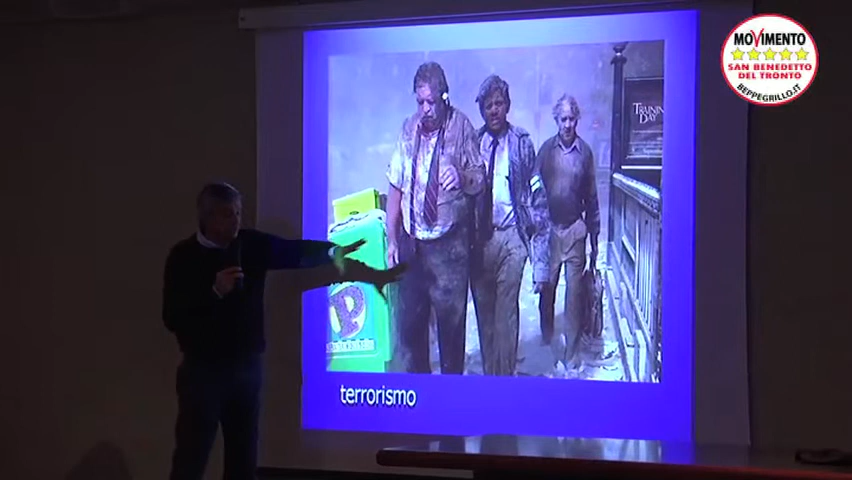 MOVIMENTO
SAN BENEDETTO
DEL TRONTO
BEPPEGRILLO.IT
TRAINING
DAY
P
terrorismo